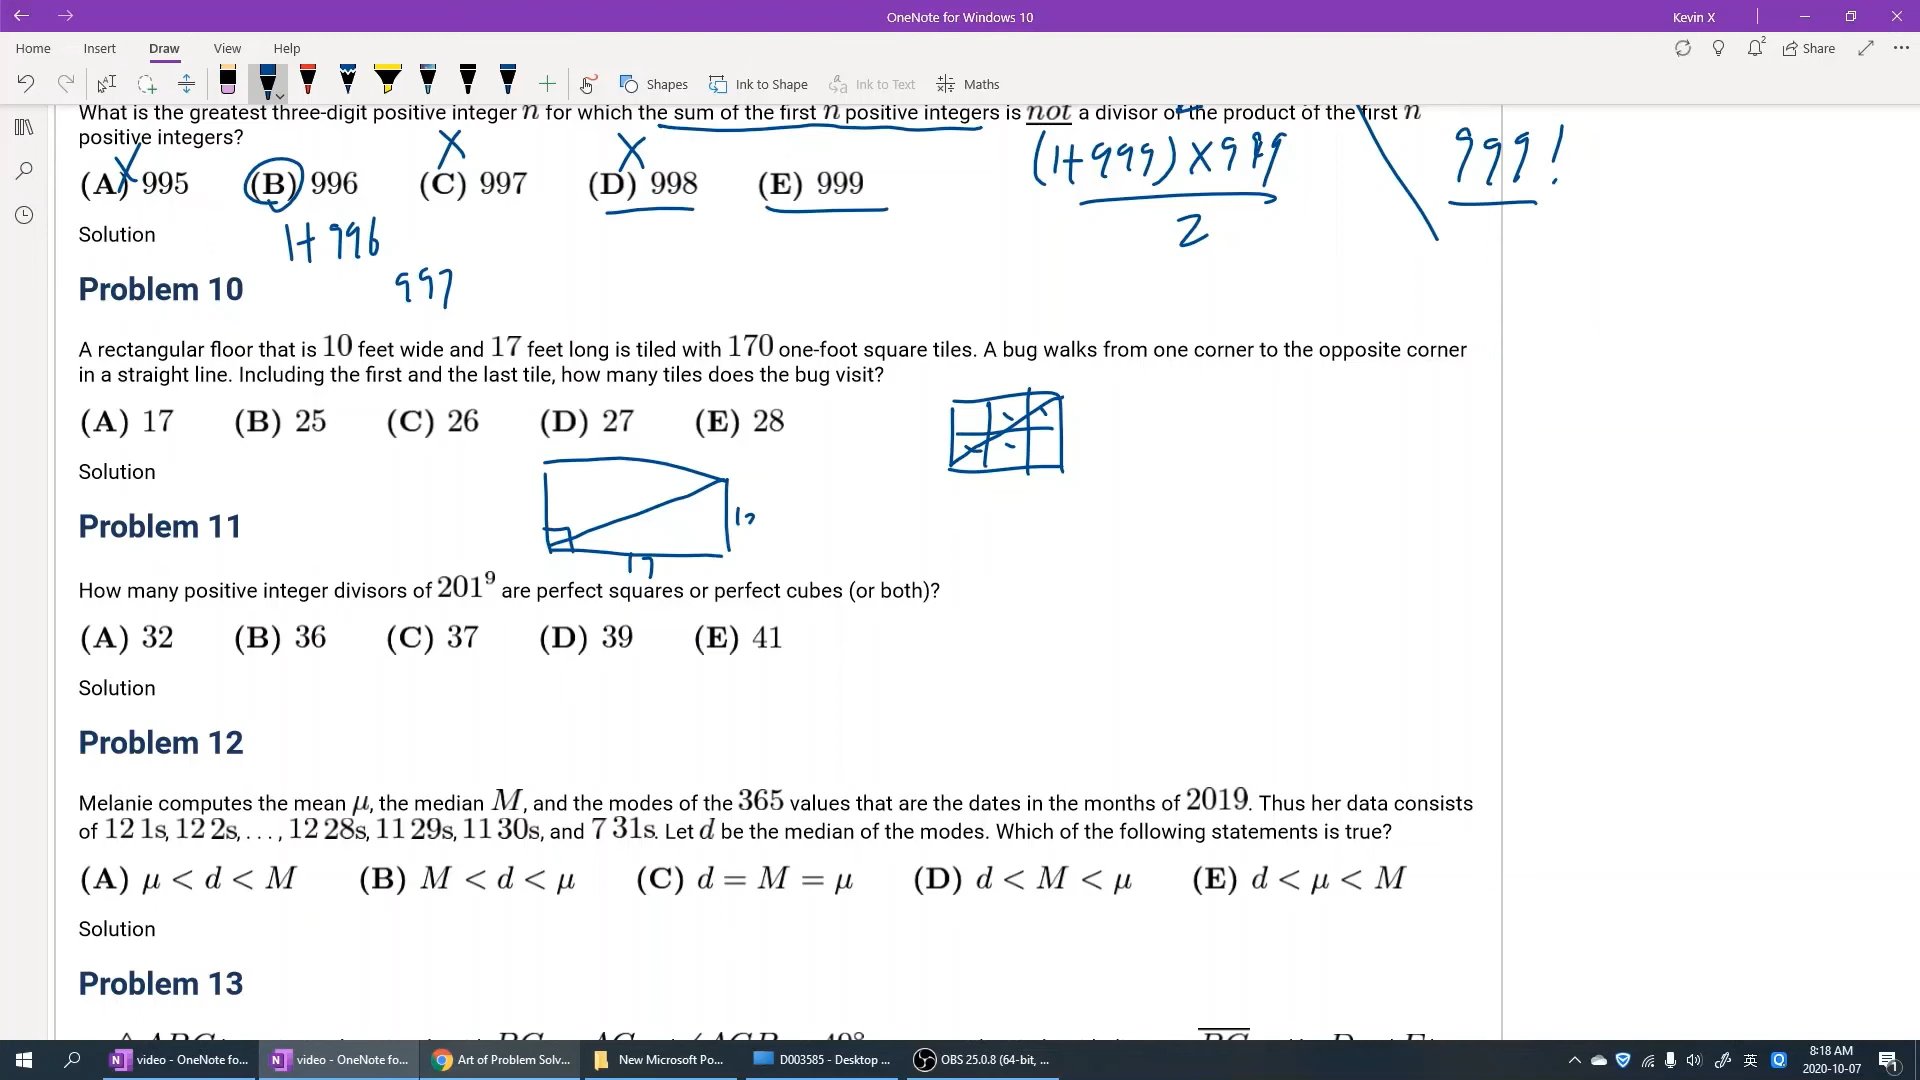 OneNote for Windows 10
Kevin X
Home Insert Draw View Help
2
Share
Shapes
Ink to Shape
Ink to Text
Maths
What is the greatest three-digit positive integer n for which the sum of the first n positive integers is not a divisor of the product of the first n
positive integers?
(A) 995 (B) 996 (C) 997 (D) 998 (E) 999
(1+999)×999
2
999!
Solution
1+996
997
Problem 10
A rectangular floor that is 10 feet wide and 17 feet long is tiled with 170 one-foot square tiles. A bug walks from one corner to the opposite corner
in a straight line. Including the first and the last tile, how many tiles does the bug visit?
(A) 17 (B) 25 (C) 26 (D) 27 (E) 28
Solution
17
Problem 11
How many positive integer divisors of 201⁹ are perfect squares or perfect cubes (or both)?
(A) 32 (B) 36 (C) 37 (D) 39 (E) 41
Solution
Problem 12
Melanie computes the mean μ, the median M, and the modes of the 365 values that are the dates in the months of 2019. Thus her data consists
of 12 1s, 12 2s, . . . , 12 28s, 11 29s, 11 30s, and 7 31s. Let d be the median of the modes. Which of the following statements is true?
(A) μ < d < M (B) M < d < μ (C) d = M = μ (D) d < M < μ (E) d < μ < M
Solution
Problem 13
video - OneNote fo...
video - OneNote fo...
Art of Problem Solv...
New Microsoft Po...
D003585 - Desktop ...
OBS 25.0.8 (64-bit, ...
英
8:18 AM
2020-10-07
1